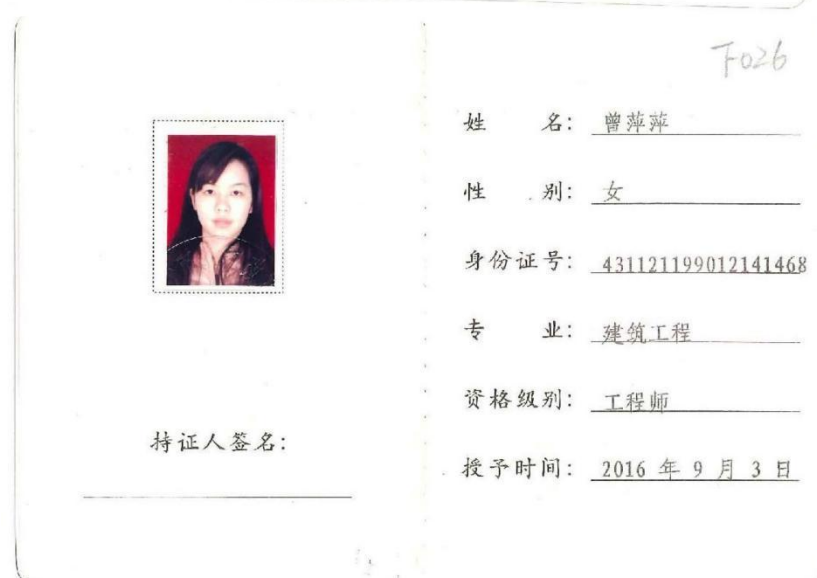 F026
姓 名: 曾萍萍
性 别: 女
身份证号: 431121199012141468
专 业: 建筑工程
资格级别: 工程师
持证人签名:
授予时间: 2016 年 9 月 3 日